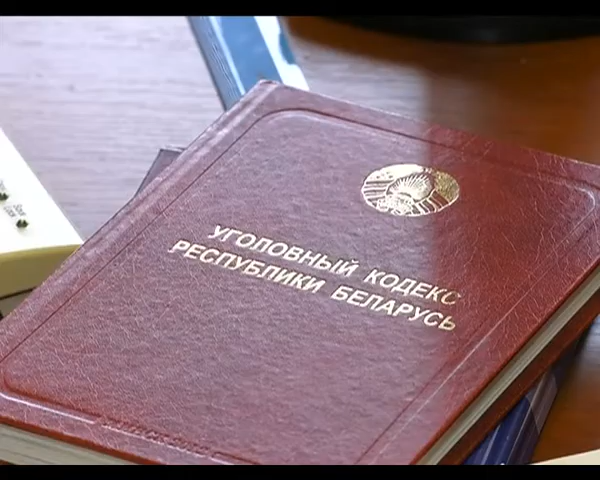 УГОЛОВНЫЙ КОДЕКС
РЕСПУБЛИКИ БЕЛАРУСЬ